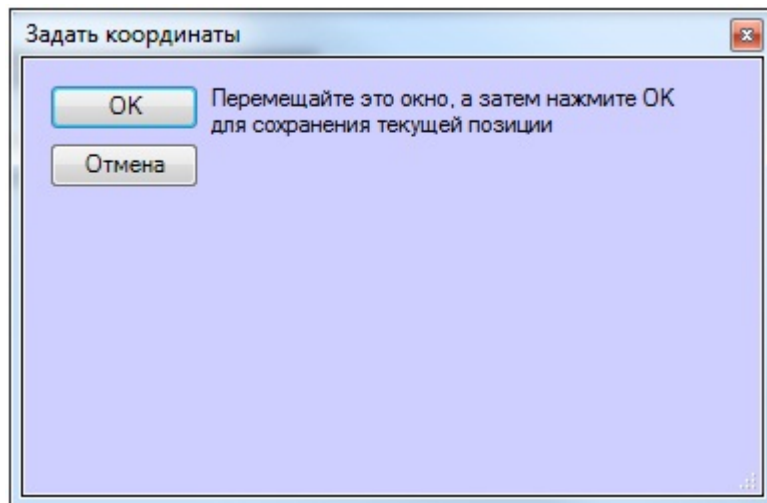 Задать координаты
OK
Перемещайте это окно, а затем нажмите OK
для сохранения текущей позиции
Отмена